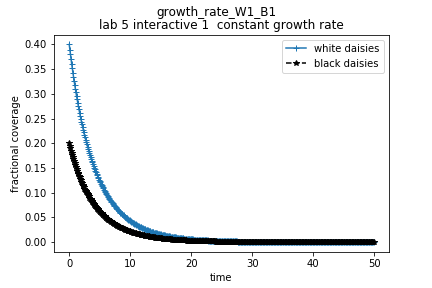 growth_rate_W1_B1
lab 5 interactive 1  constant growth rate
white daisies
black daisies
fractional coverage
0.40
0.35
0.30
0.25
0.20
0.15
0.10
0.05
0.00
0 10 20 30 40 50
time